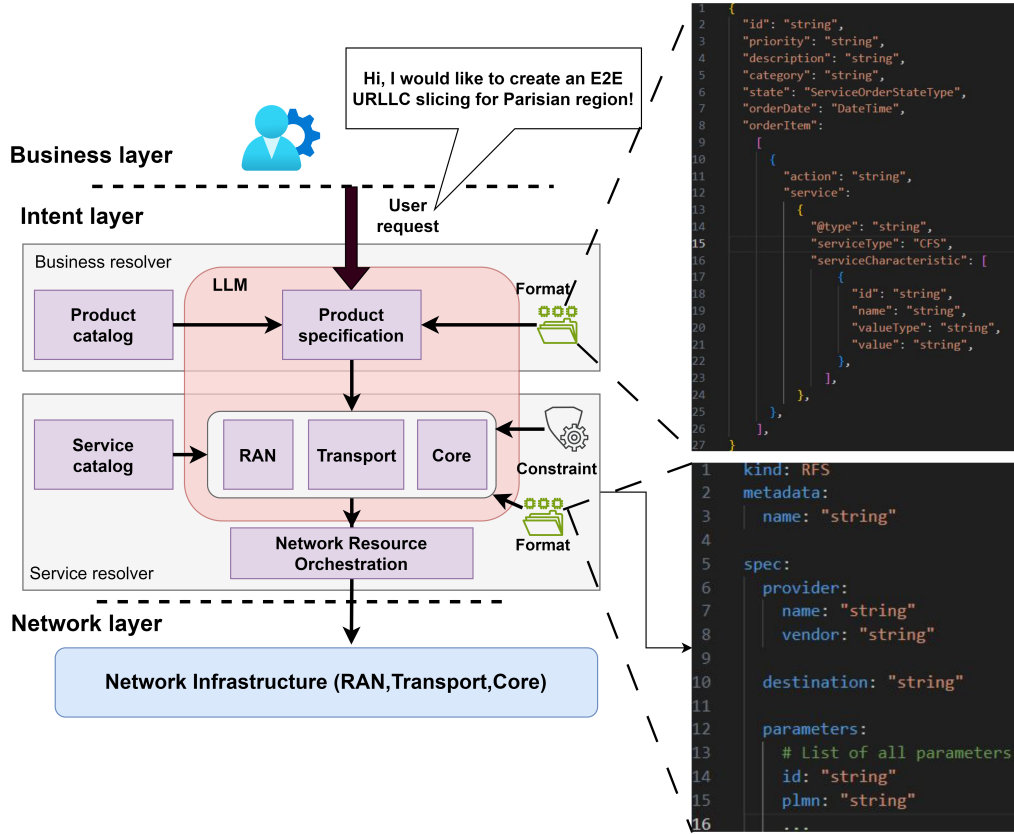 Hi, I would like to create an E2E
URLLC slicing for Parisian region!
Business layer
Intent layer
User
request
Business resolver
LLM
Format
Product
catalog
Product
specification
Service
catalog
RAN
Transport
Core
Constraint
Format
Network Resource
Orchestration
Service resolver
Network layer
Network Infrastructure (RAN,Transport,Core)
1 {
2 "id": "string",
3 "priority": "string",
4 "description": "string",
5 "category": "string",
6 "state": "ServiceOrderStateType",
7 "orderDate": "DateTime",
8 "orderItem":
9 [
10 {
11 "action": "string",
12 "service":
13 {
14 "@type": "string",
15 "serviceType": "CFS",
16 "serviceCharacteristic": [
17 {
18 "id": "string",
19 "name": "string",
20 "valueType": "string",
21 "value": "string",
22 },
23 ],
24 },
25 },
26 ],
27 }
1 kind: RFS
2 metadata:
3 name: "string"
4
5 spec:
6 provider:
7 name: "string"
8 vendor: "string"
9
10 destination: "string"
11
12 parameters:
13 # List of all parameters
14 id: "string"
15 plmn: "string"
16 ...